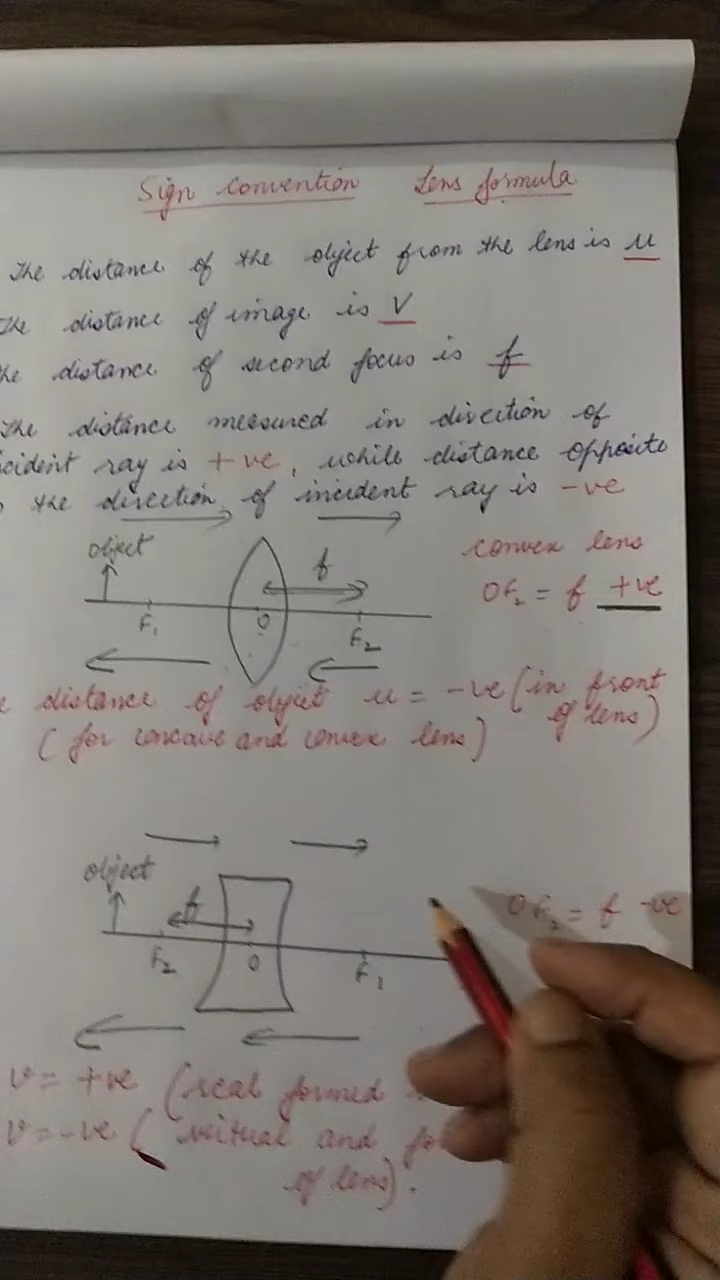 Sign convention Lens formula
The distance of the object from the lens is u
The distance of image is V
he distance of second focus is f
The distance measured in direction of
cident ray is +ve, while distance opposite
the direction of incident ray is -ve
object
f
convex lens
OF₂ = f +ve
F₁ O F₂
e distance of object u = -ve (in front
of lens)
(for concave and convex lens)
object
f
OF₂ = f -ve
F₂ O F₁
v = +ve (real formed
v = -ve (virtual and
of lens).